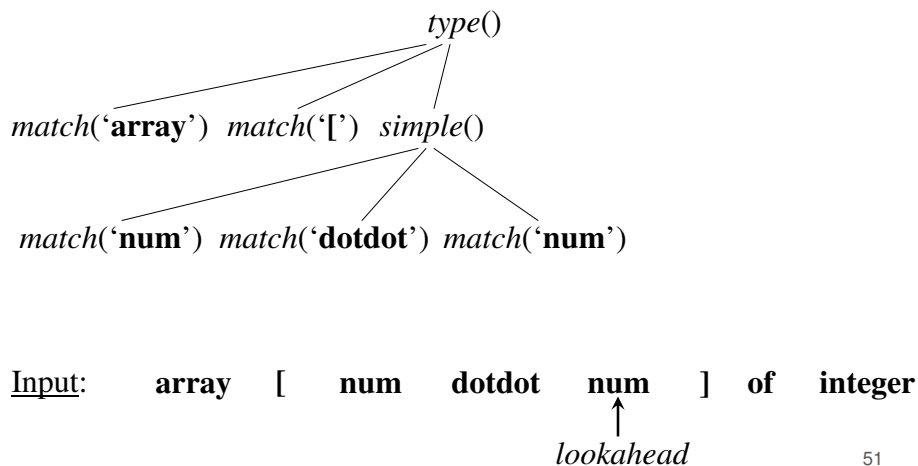 type()
match(‘array’) match(‘[’) simple()
match(‘num’) match(‘dotdot’) match(‘num’)
Input: array [ num dotdot num ] of integer
lookahead
51